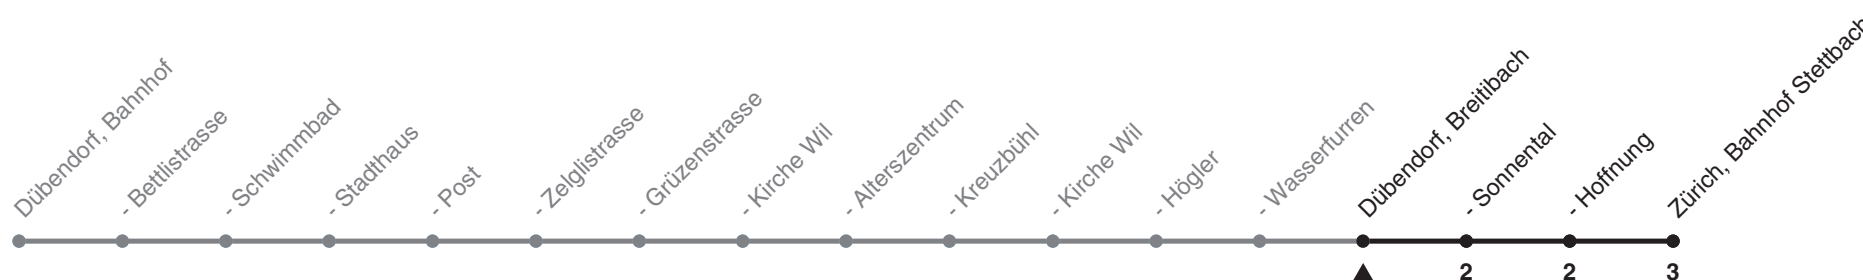 Dübendorf, Bahnhof
- Bettlistrasse
- Schwimmbad
- Stadthaus
- Post
- Zelglistrasse
- Grüzenstrasse
- Kirche Wil
- Alterszentrum
- Kreuzbühl
- Kirche Wil
- Högler
- Wasserfurren
Dübendorf, Breitibach
- Sonnental
- Hoffnung
Zürich, Bahnhof Stettbach
2 2 3